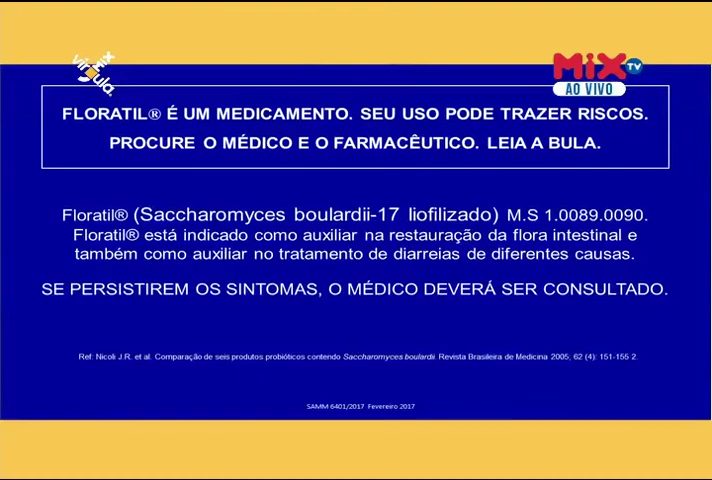 MiX
vírgula.
MiX TV
AO VIVO
FLORATIL® É UM MEDICAMENTO. SEU USO PODE TRAZER RISCOS.
PROCURE O MÉDICO E O FARMACÊUTICO. LEIA A BULA.
Floratil® (Saccharomyces boulardii-17 liofilizado) M.S 1.0089.0090.
Floratil® está indicado como auxiliar na restauração da flora intestinal e
também como auxiliar no tratamento de diarreias de diferentes causas.
SE PERSISTIREM OS SINTOMAS, O MÉDICO DEVERÁ SER CONSULTADO.
Ref: Nicoli J.R. et al. Comparação de seis produtos probióticos contendo Saccharomyces boulardii. Revista Brasileira de Medicina 2005, 62 (4): 151-155 2.
SAMM 6401/2017 Fevereiro 2017